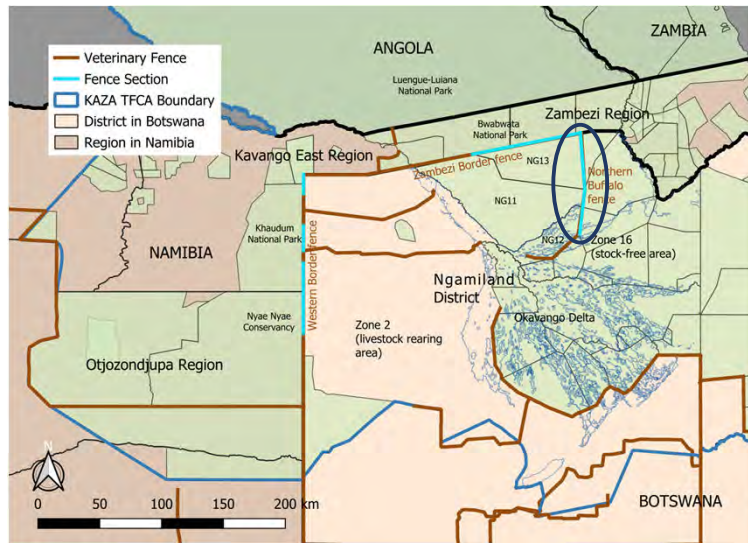 ANGOLA
ZAMBIA
Veterinary Fence
Fence Section
KAZA TFCA Boundary
District in Botswana
Region in Namibia
Luengue-Luiana
National Park
Zambezi Region
Bwabwata
National Park
Kavango East Region
Zambezi Border fence
NG13
Northern
Buffalo
fence
NG11
Khaudum
National Park
NAMIBIA
Western Border fence
NG12
Zone 16
(stock-free area)
Ngamiland
District
Nyae Nyae
Conservancy
Okavango Delta
Zone 2
(livestock rearing
area)
Otjozondjupa Region
N
0 50 100 150 200 km
BOTSWANA